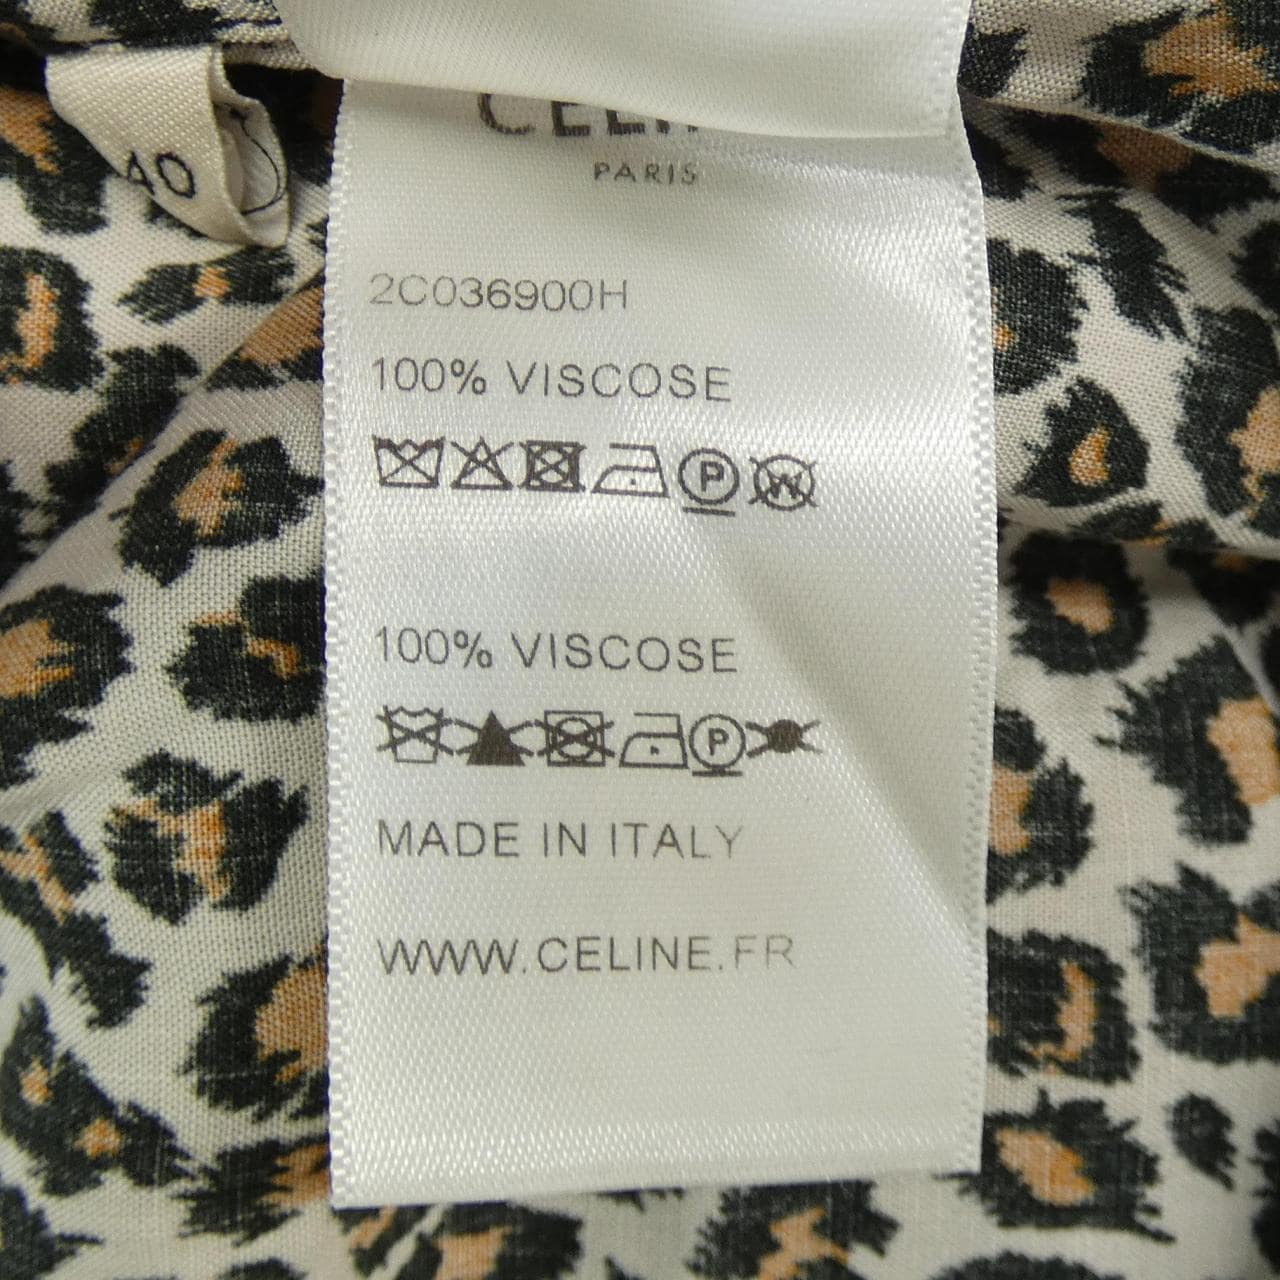 PARIS
40
2C036900H
100% VISCOSE
P W
100% VISCOSE
P
MADE IN ITALY
WWW.CELINE.FR